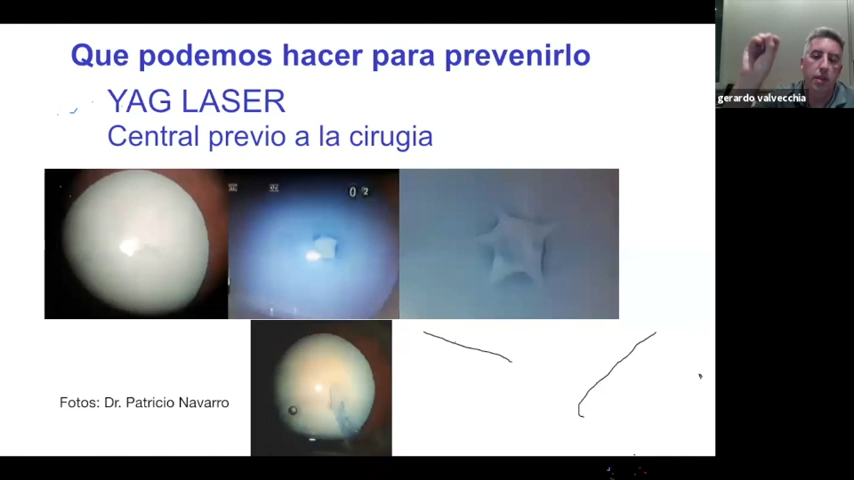 Que podemos hacer para prevenirlo
YAG LASER
Central previo a la cirugia
gerardo valvecchia
Fotos: Dr. Patricio Navarro